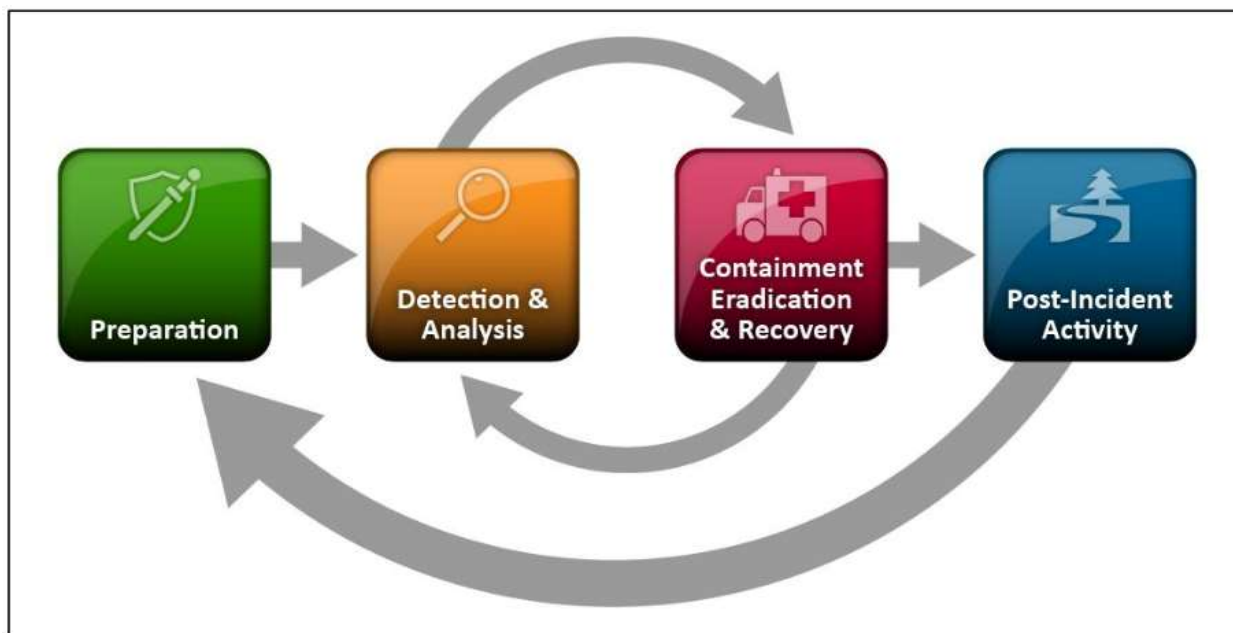 Preparation
Detection &
Analysis
Containment
Eradication
& Recovery
Post-Incident
Activity